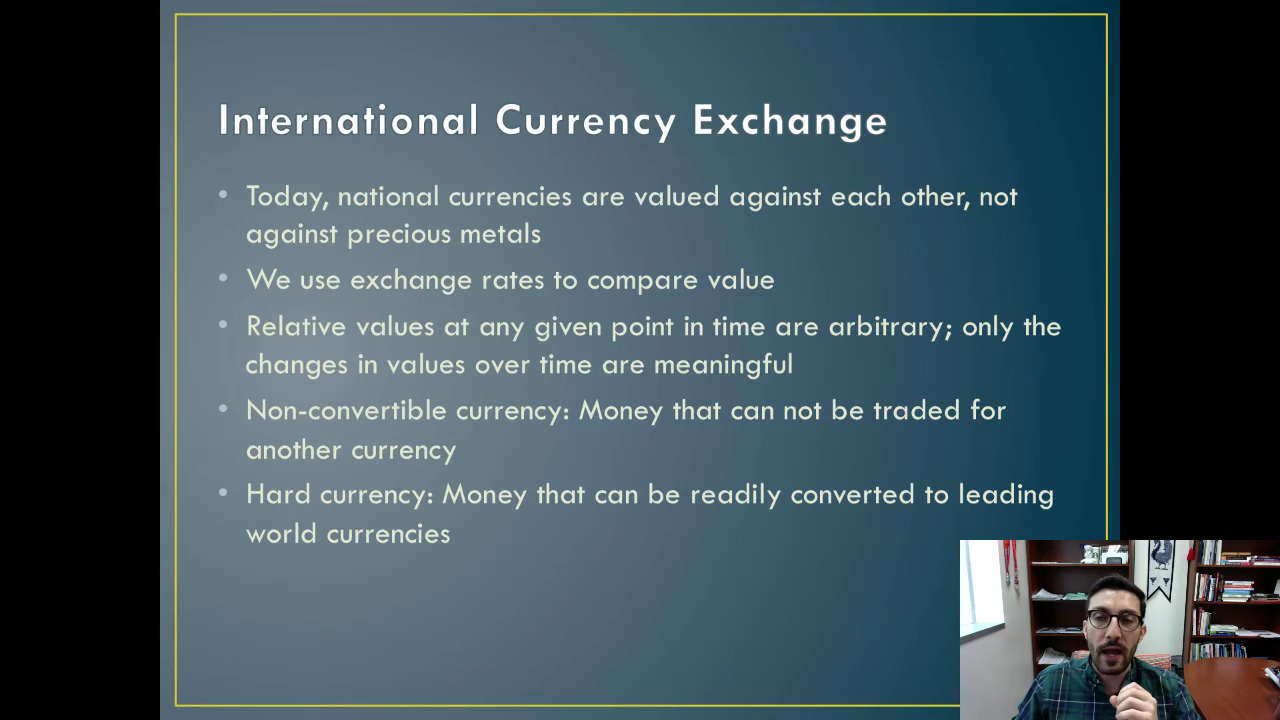 International Currency Exchange
• Today, national currencies are valued against each other, not
against precious metals
• We use exchange rates to compare value
• Relative values at any given point in time are arbitrary; only the
changes in values over time are meaningful
• Non-convertible currency: Money that can not be traded for
another currency
• Hard currency: Money that can be readily converted to leading
world currencies